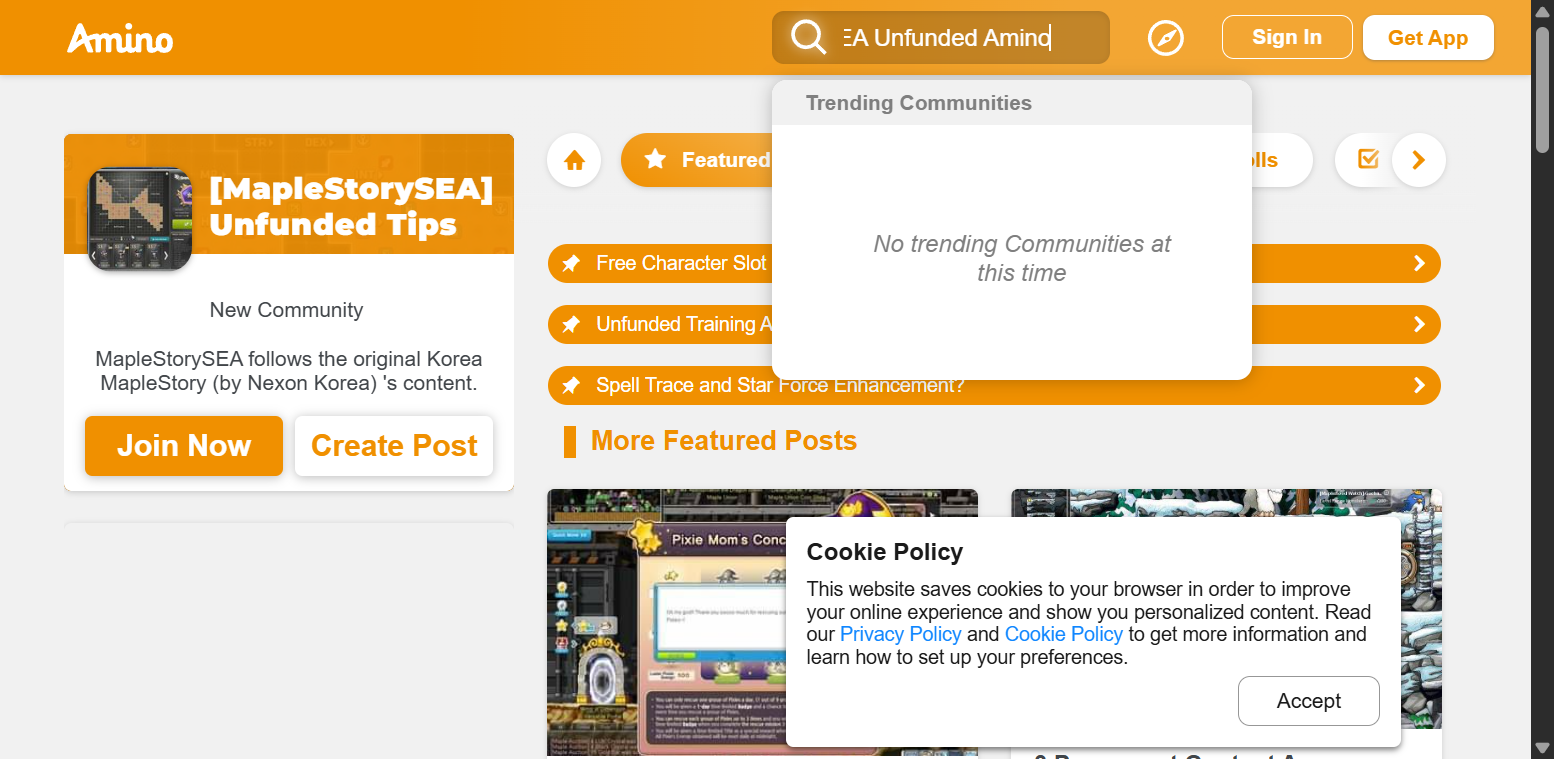 Amino
EA Unfunded Amino
Sign In
Get App
Trending Communities
No trending Communities at
this time
[MapleStorySEA]
Unfunded Tips
New Community
MapleStorySEA follows the original Korea
MapleStory (by Nexon Korea) 's content.
Join Now
Create Post
Featured
olls
Free Character Slot
Unfunded Training A
Spell Trace and Star Force Enhancement?
More Featured Posts
Pixie Mom's Conc
Cookie Policy
This website saves cookies to your browser in order to improve
your online experience and show you personalized content. Read
our Privacy Policy and Cookie Policy to get more information and
learn how to set up your preferences.
Accept